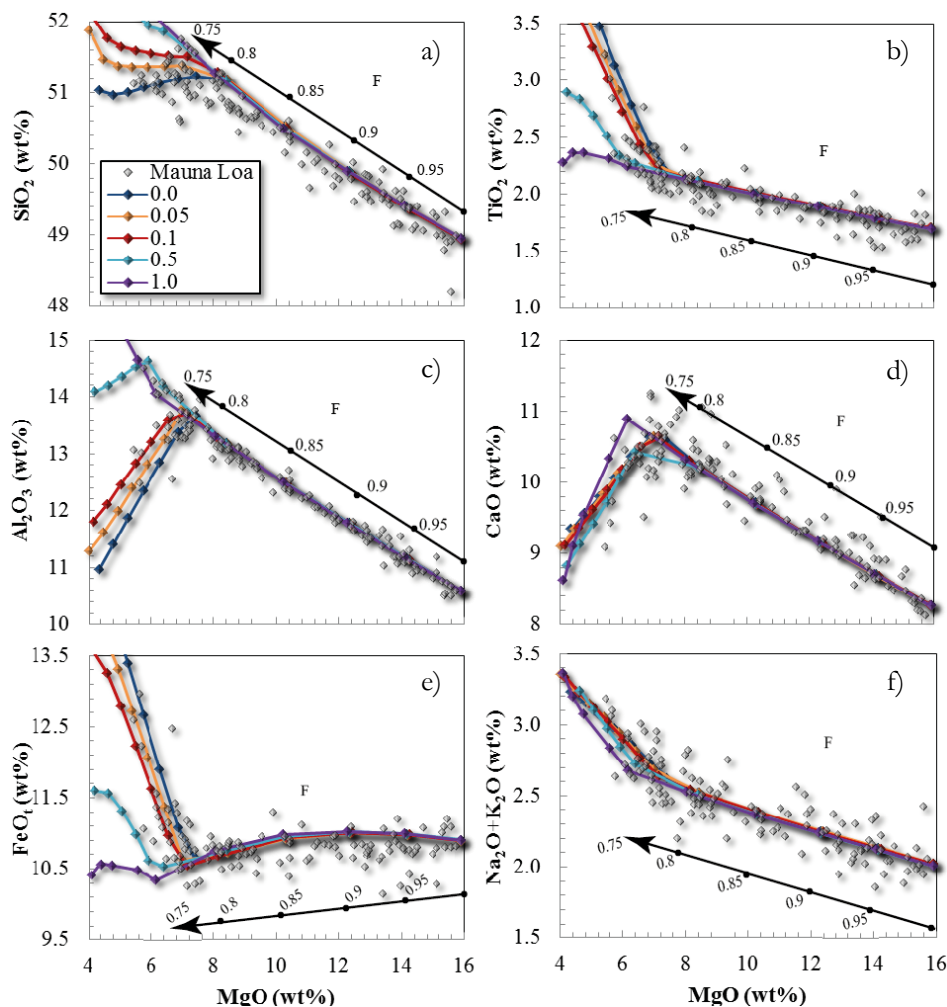 52
51
50
49
48
SiO₂ (wt%)
a)
F
0.75
0.8
0.85
0.9
0.95
Mauna Loa
0.0
0.05
0.1
0.5
1.0
3.5
3.0
2.5
2.0
1.5
1.0
TiO₂ (wt%)
b)
F
0.75
0.8
0.85
0.9
0.95
15
14
13
12
11
10
Al₂O₃ (wt%)
c)
F
0.75
0.8
0.85
0.9
0.95
12
11
10
9
8
CaO (wt%)
d)
F
0.75
0.8
0.85
0.9
0.95
13.5
12.5
11.5
10.5
9.5
FeOₜ (wt%)
e)
F
0.75
0.8
0.85
0.9
0.95
4 6 8 10 12 14 16
MgO (wt%)
3.5
3.0
2.5
2.0
1.5
Na₂O+K₂O (wt%)
f)
F
0.75
0.8
0.85
0.9
0.95
4 6 8 10 12 14 16
MgO (wt%)